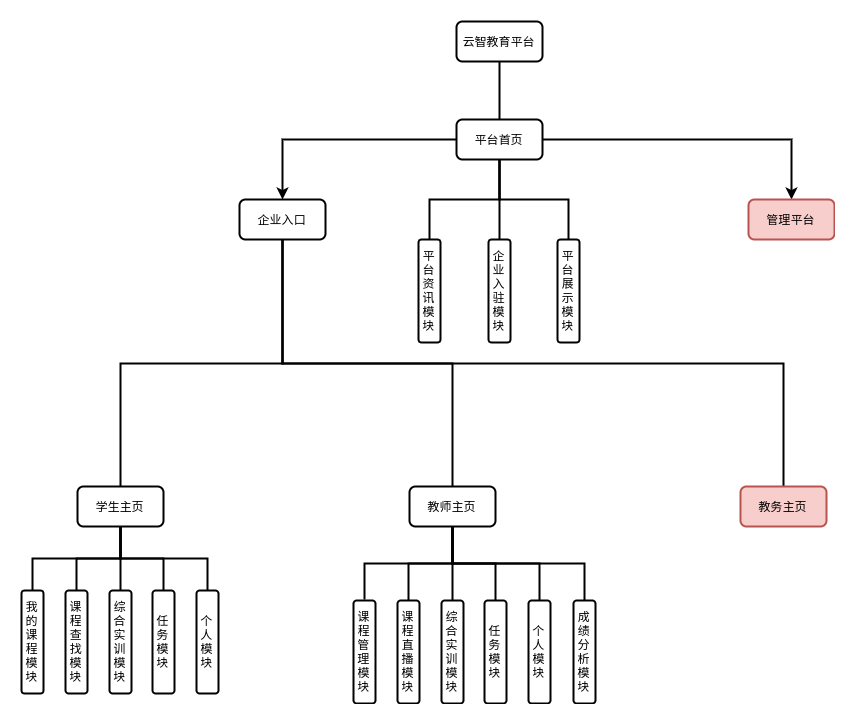 云智教育平台
平台首页
企业入口
管理平台
平台资讯模块
企业入驻模块
平台展示模块
学生主页
教师主页
教务主页
我的课程模块
课程查找模块
综合实训模块
任务模块
个人模块
课程管理模块
课程直播模块
综合实训模块
任务模块
个人模块
成绩分析模块